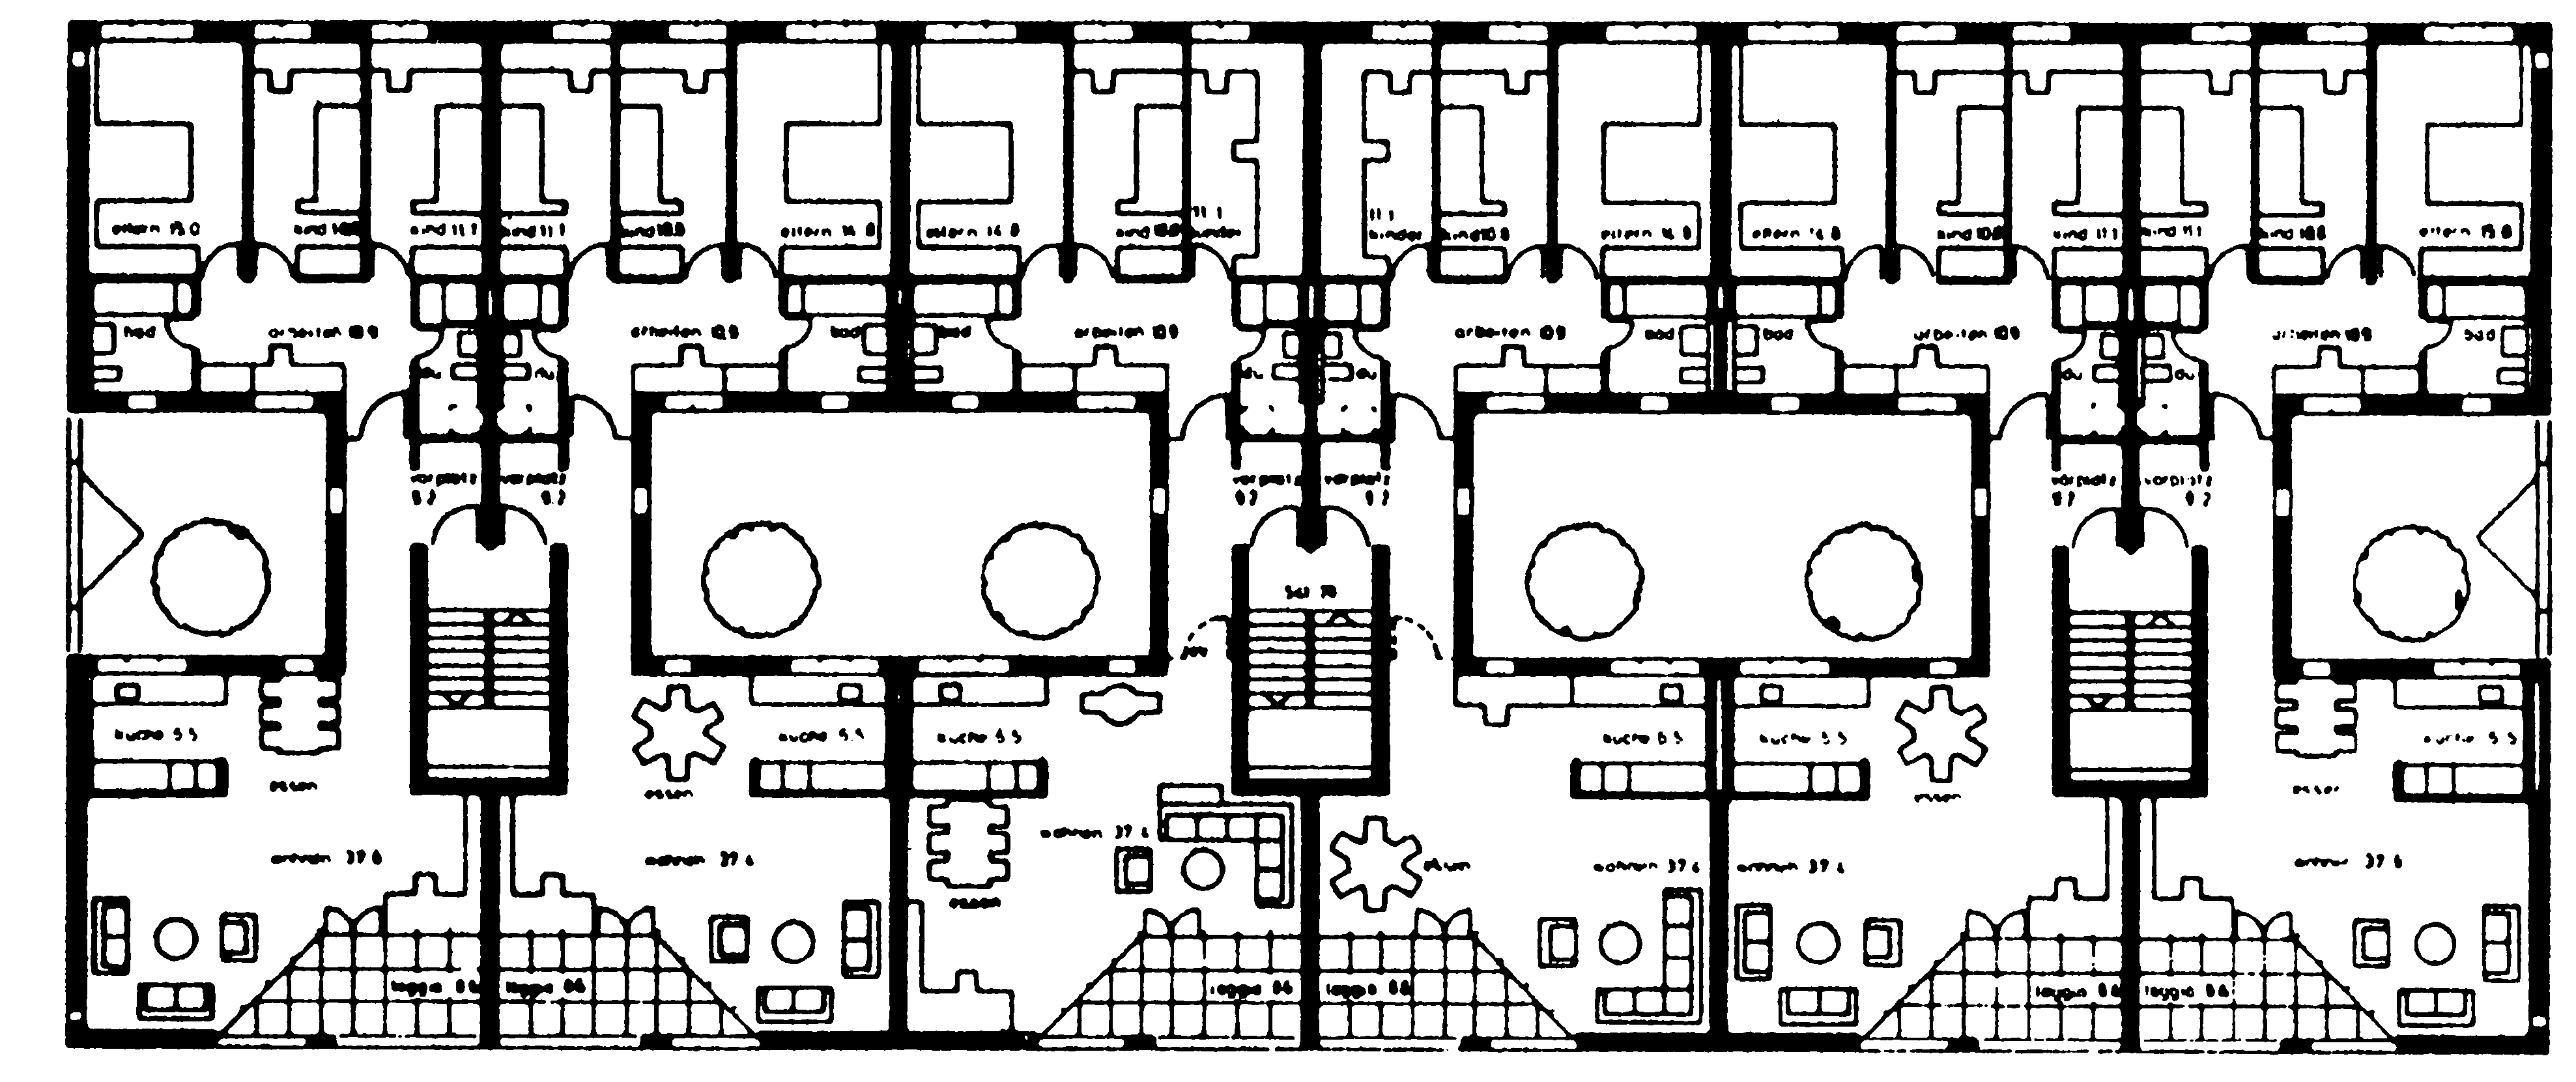 eltern 15.0 kind 10.8 kind 11.1 kind 11.1 kind 10.8 eltern 14.8 eltern 14.8 kind 10.8 11.1
kinder 11.1
kinder kind 10.8 eltern 14.8 eltern 14.8 kind 10.8 kind 11.1 kind 11.1 kind 10.8 eltern 15.0
bad arbeiten 10.9 arbeiten 10.9 bad bad arbeiten 10.9 arbeiten 10.9 bad bad arbeiten 10.9 arbeiten 10.9 bad
du du du du du du
vorplatz vorplatz vorplatz vorplatz vorplatz vorplatz
9.2 9.2 9.2 9.2 9.2 9.2
küche 5.5 küche 5.5 küche 5.5 küche 5.5 küche 5.5 küche 5.5
essen essen essen essen
wohnen 37.4
wohnen 37.6 wohnen 37.4 essen wohnen 37.4 wohnen 37.4 wohnen 37.6
essen
loggia 8.6 loggia 8.6 loggia 8.6 loggia 8.6 loggia 8.6 loggia 8.6